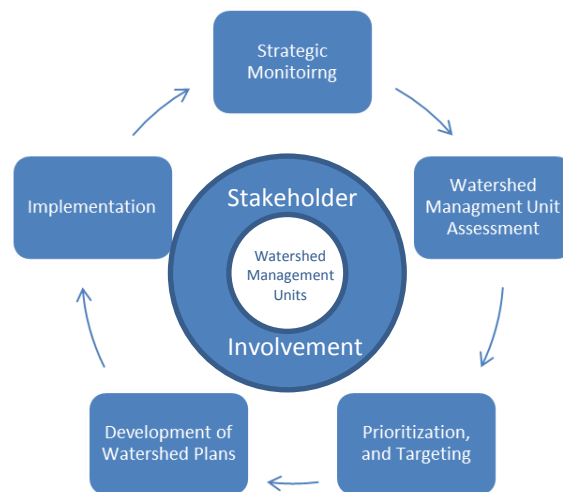 Strategic
Monitoirng
Watershed
Managment Unit
Assessment
Prioritization,
and Targeting
Development of
Watershed Plans
Implementation
Stakeholder
Watershed
Management
Units
Involvement